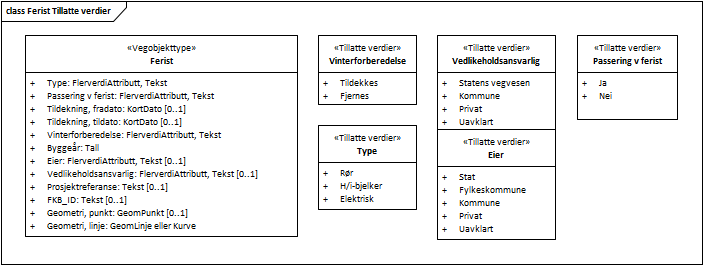 class Ferist Tillatte verdier
«Vegobjekttype»
Ferist
+ Type: FlerverdiAttributt, Tekst
+ Passering v ferist: FlerverdiAttributt, Tekst
+ Tildekning, fradato: KortDato [0..1]
+ Tildekning, tildato: KortDato [0..1]
+ Vinterforberedelse: FlerverdiAttributt, Tekst
+ Byggeår: Tall
+ Eier: FlerverdiAttributt, Tekst [0..1]
+ Vedlikeholdsansvarlig: FlerverdiAttributt, Tekst [0..1]
+ Prosjektreferanse: Tekst [0..1]
+ FKB_ID: Tekst [0..1]
+ Geometri, punkt: GeomPunkt [0..1]
+ Geometri, linje: GeomLinje eller Kurve
«Tillatte verdier»
Vinterforberedelse
+ Tildekkes
+ Fjernes
«Tillatte verdier»
Type
+ Rør
+ H/i-bjelker
+ Elektrisk
«Tillatte verdier»
Vedlikeholdsansvarlig
+ Statens vegvesen
+ Kommune
+ Privat
+ Uavklart
«Tillatte verdier»
Eier
+ Stat
+ Fylkeskommune
+ Kommune
+ Privat
+ Uavklart
«Tillatte verdier»
Passering v ferist
+ Ja
+ Nei